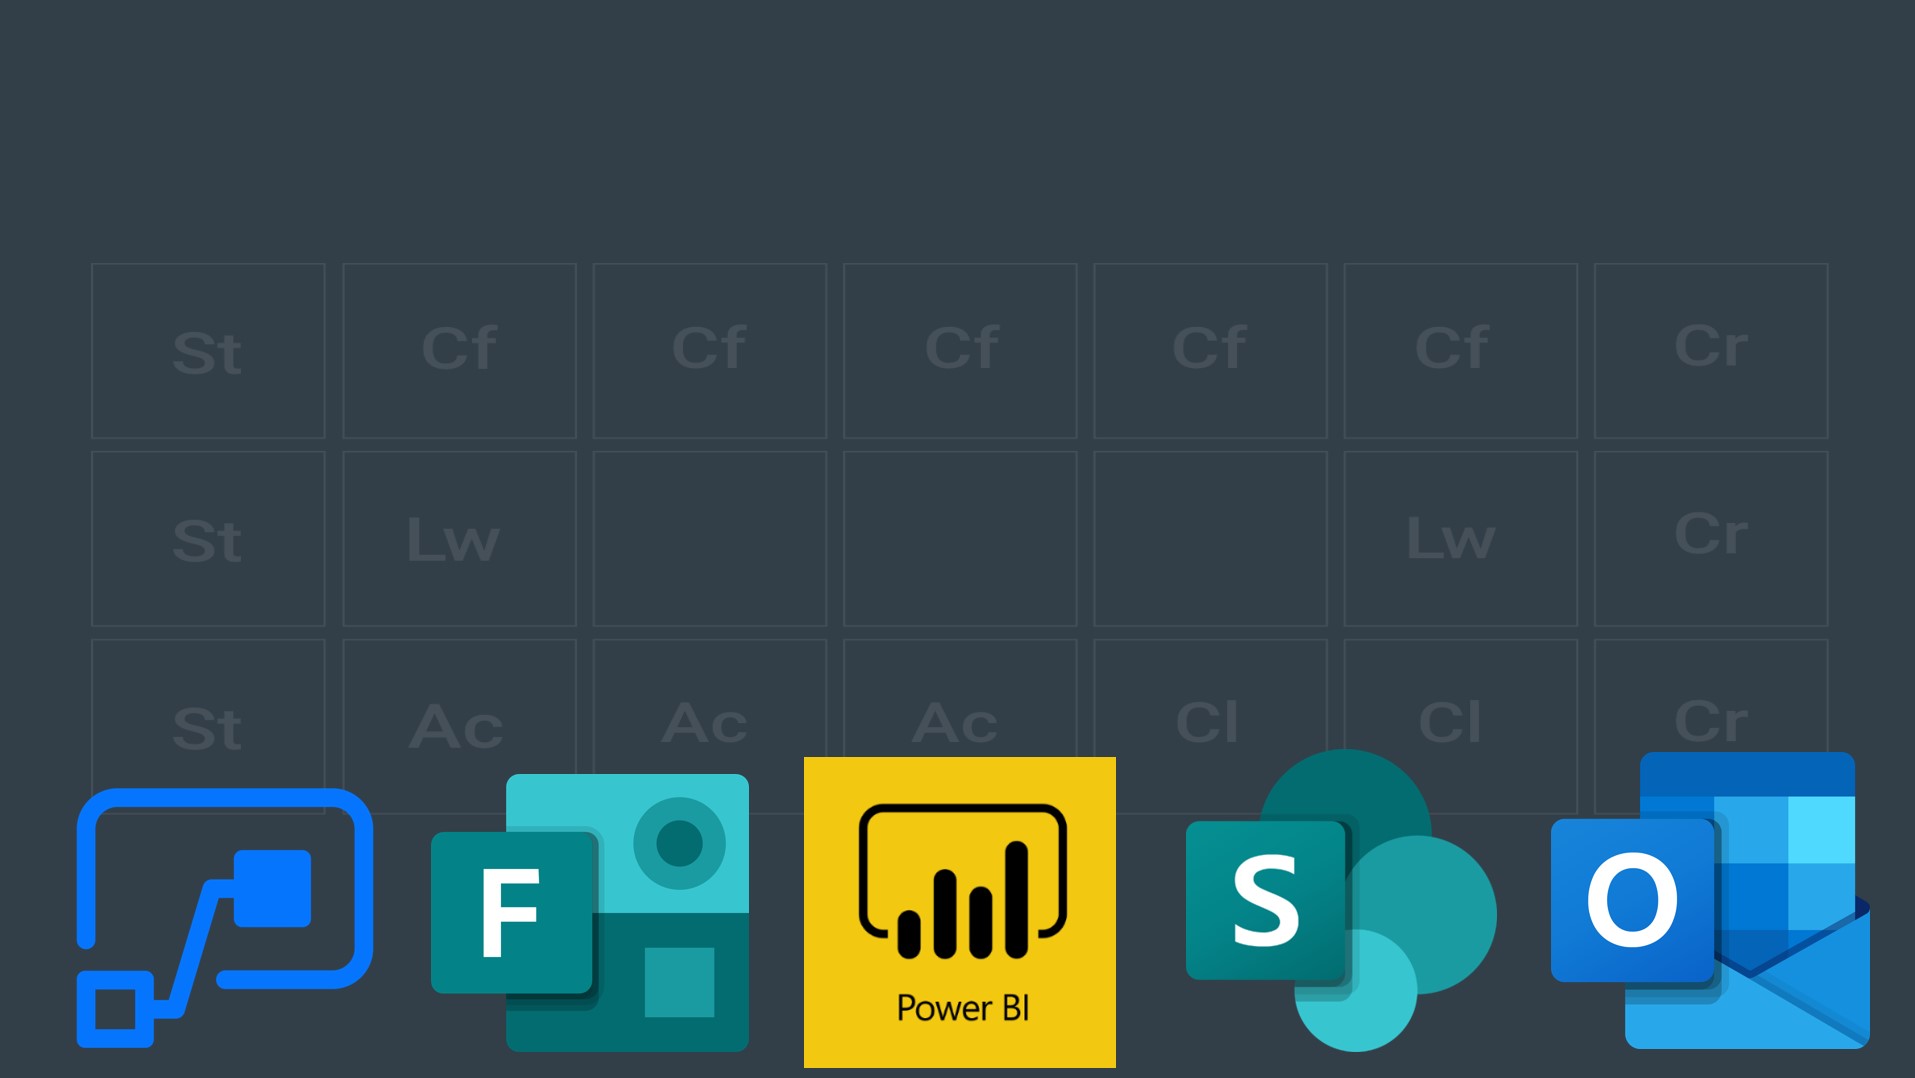 St Cf Cf Cf Cf Cf Cr
St Lw Lw Cr
St Ac Ac Ac Cl Cl Cr
F
S
O
Power BI